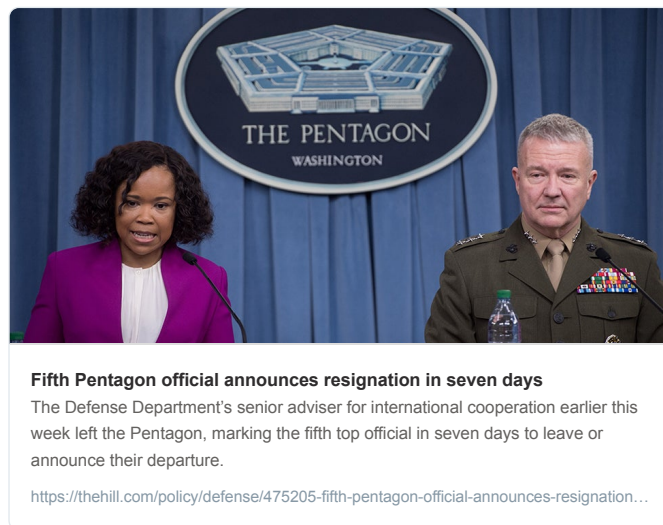 THE PENTAGON
WASHINGTON
Fifth Pentagon official announces resignation in seven days
The Defense Department’s senior adviser for international cooperation earlier this
week left the Pentagon, marking the fifth top official in seven days to leave or
announce their departure.
https://thehill.com/policy/defense/475205-fifth-pentagon-official-announces-resignation…